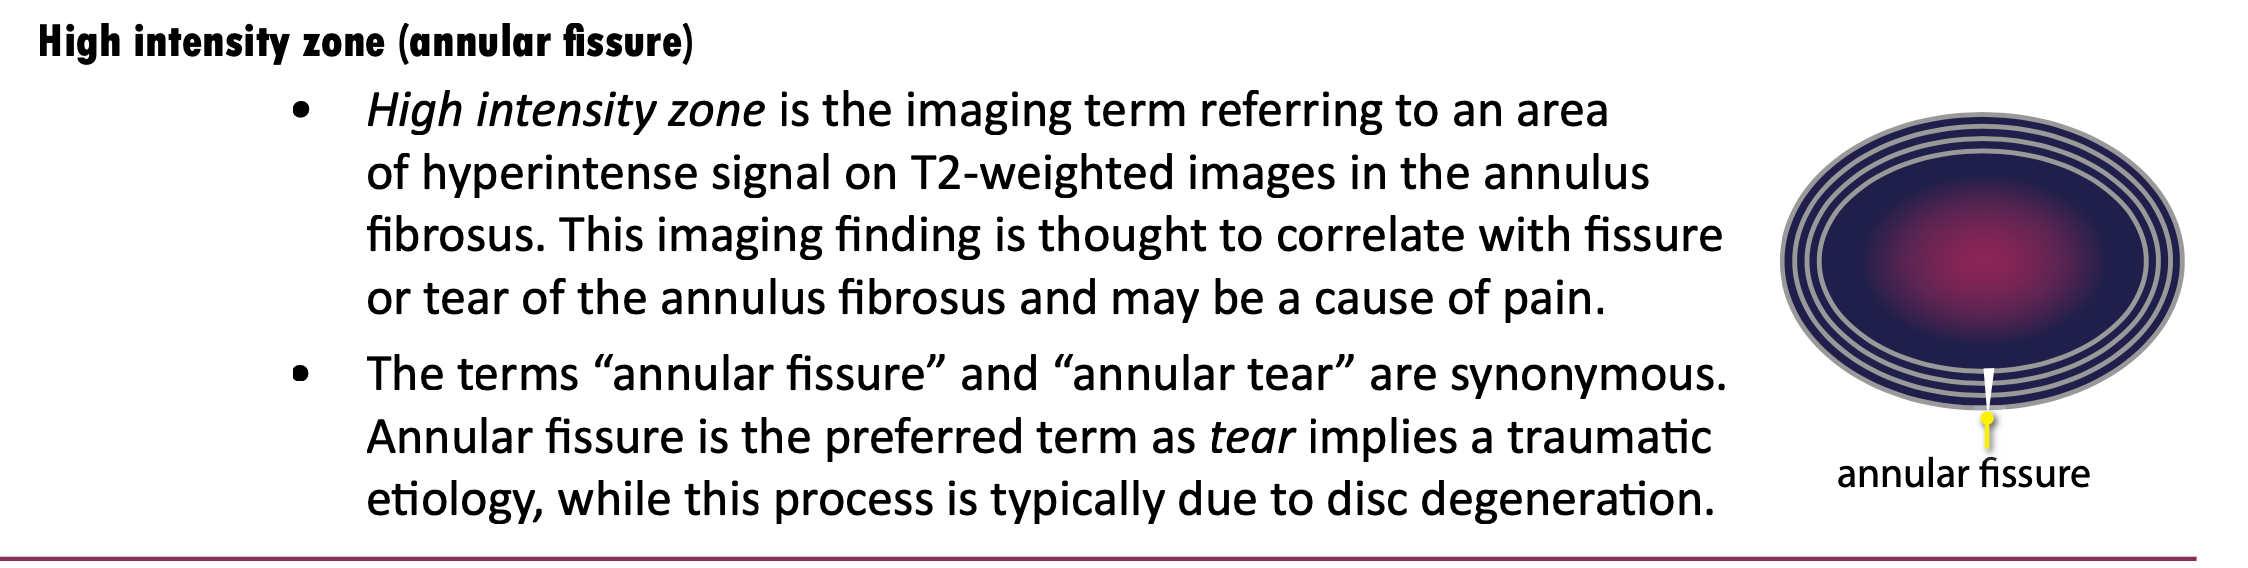 High intensity zone (annular fissure)
• High intensity zone is the imaging term referring to an area
of hyperintense signal on T2-weighted images in the annulus
fibrosus. This imaging finding is thought to correlate with fissure
or tear of the annulus fibrosus and may be a cause of pain.
• The terms “annular fissure” and “annular tear” are synonymous.
Annular fissure is the preferred term as tear implies a traumatic
etiology, while this process is typically due to disc degeneration.
annular fissure